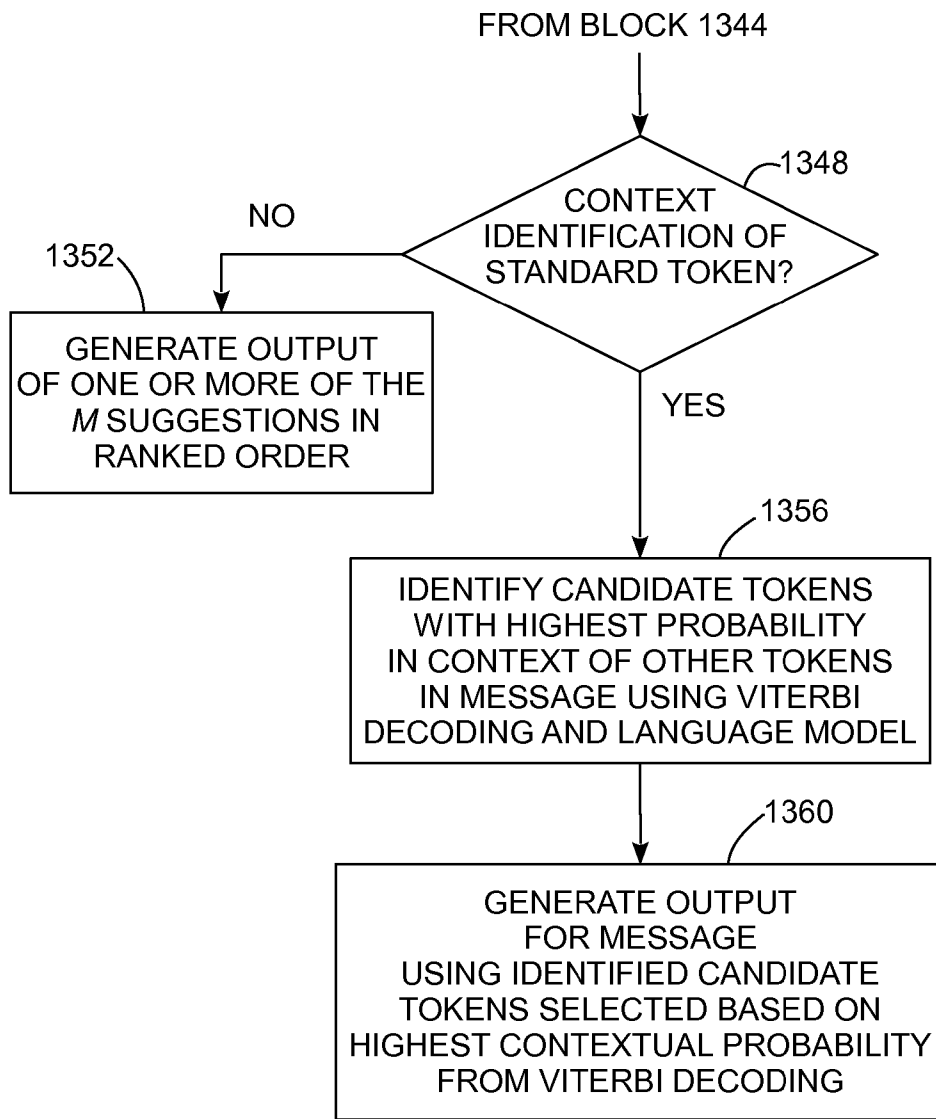 FROM BLOCK 1344
1348
CONTEXT
IDENTIFICATION OF
STANDARD TOKEN?
NO
1352
GENERATE OUTPUT
OF ONE OR MORE OF THE
M SUGGESTIONS IN
RANKED ORDER
YES
1356
IDENTIFY CANDIDATE TOKENS
WITH HIGHEST PROBABILITY
IN CONTEXT OF OTHER TOKENS
IN MESSAGE USING VITERBI
DECODING AND LANGUAGE MODEL
1360
GENERATE OUTPUT
FOR MESSAGE
USING IDENTIFIED CANDIDATE
TOKENS SELECTED BASED ON
HIGHEST CONTEXTUAL PROBABILITY
FROM VITERBI DECODING